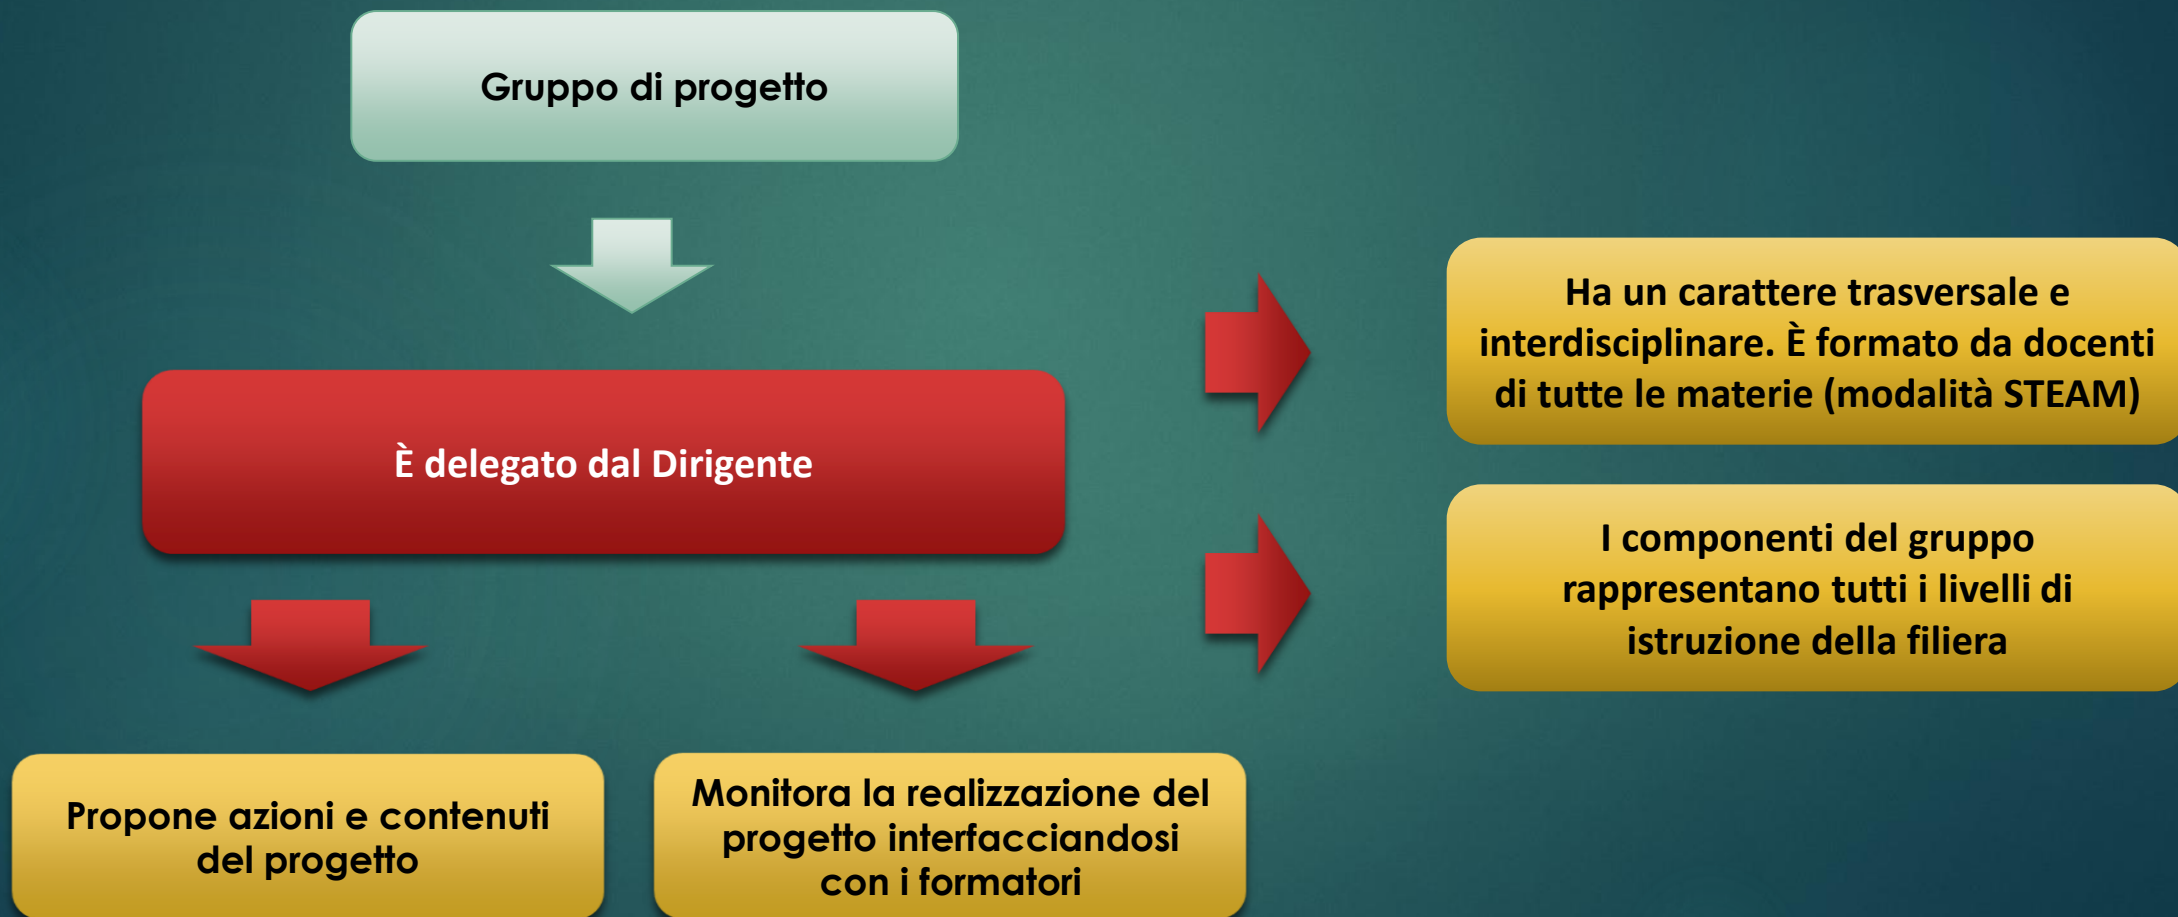 Gruppo di progetto
Ha un carattere trasversale e
interdisciplinare. È formato da docenti
di tutte le materie (modalità STEAM)
È delegato dal Dirigente
I componenti del gruppo
rappresentano tutti i livelli di
istruzione della filiera
Propone azioni e contenuti
del progetto
Monitora la realizzazione del
progetto interfacciandosi
con i formatori